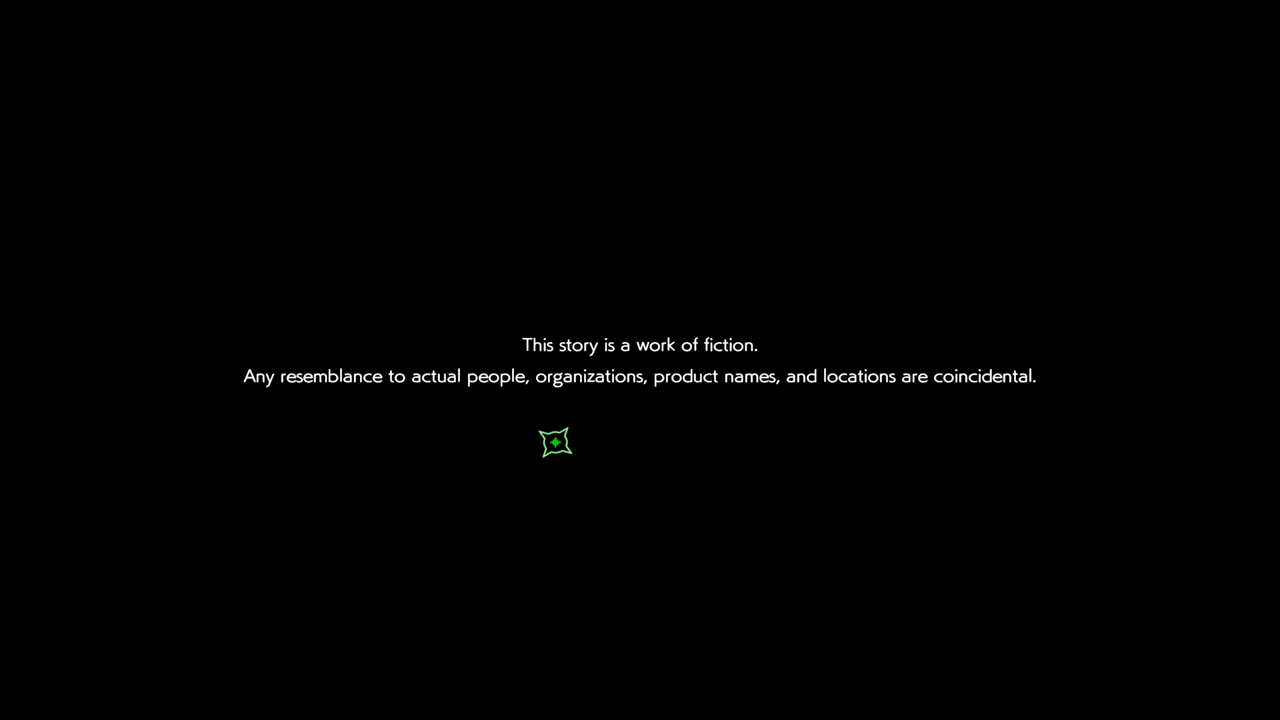 This story is a work of fiction.
Any resemblance to actual people, organizations, product names, and locations are coincidental.